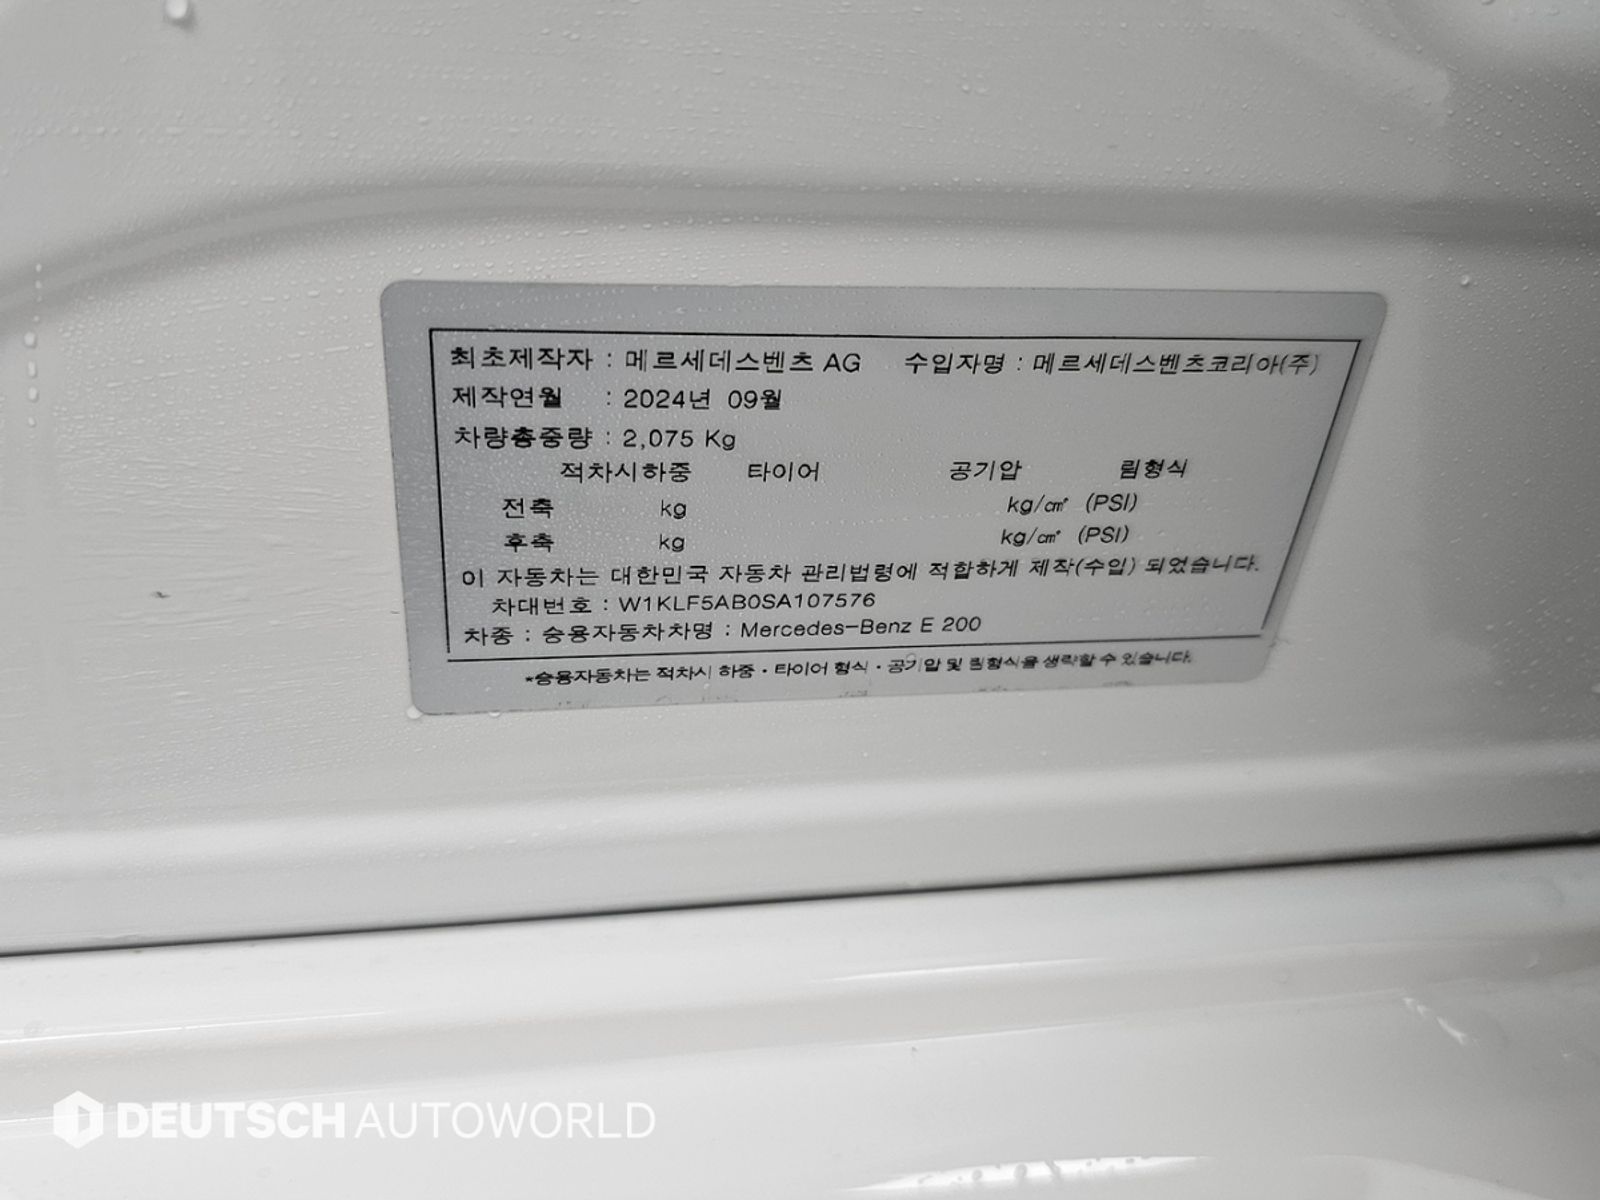 최초제작자 : 메르세데스벤츠 AG 수입자명 : 메르세데스벤츠코리아(주)
제작연월 : 2024년 09월
차량총중량 : 2,075 Kg
적차시하중 타이어 공기압 림형식
전축 kg kg/㎠ (PSI)
후축 kg kg/㎠ (PSI)
이 자동차는 대한민국 자동차 관리법령에 적합하게 제작(수입) 되었습니다.
차대번호 : W1KLF5AB0SA107576
차종 : 승용자동차차명 : Mercedes-Benz E 200
*승용자동차는 적차시 하중·타이어 형식·공기압 및 림형식을 생략할 수 있습니다.
DEUTSCH AUTOWORLD